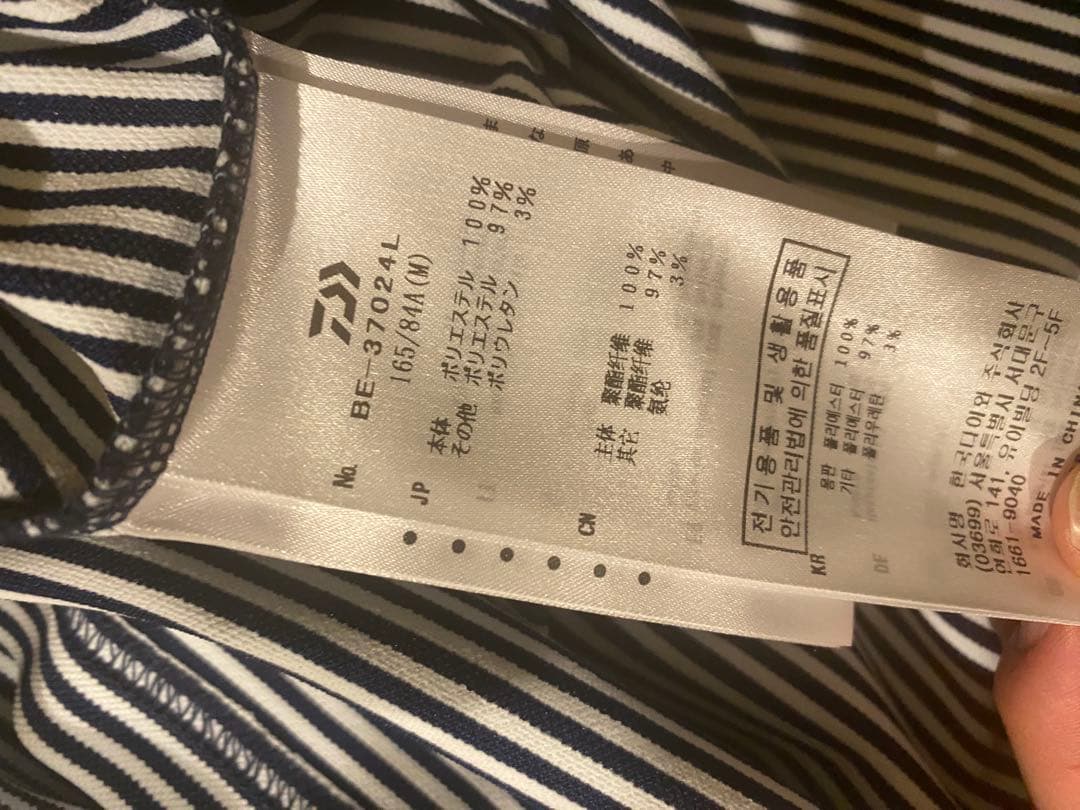 No. BE-37024L
165/84A(M)
JP
本体 ポリエステル 100%
その他 ポリエステル 97%
ポリウレタン 3%
CN
主体 聚酯纤维 100%
其它 聚酯纤维 97%
氨纶 3%
전기용품 및 생활용품
안전관리법에 의한 품질표시
KR
몸판 폴리에스터 100%
기타 폴리에스터 97%
폴리우레탄 3%
회사명 한국다이와 주식회사
(03699) 서울특별시 서대문구
연희로 141, 유아빌딩 2F~5F
1661-9040
MADE IN CHIN